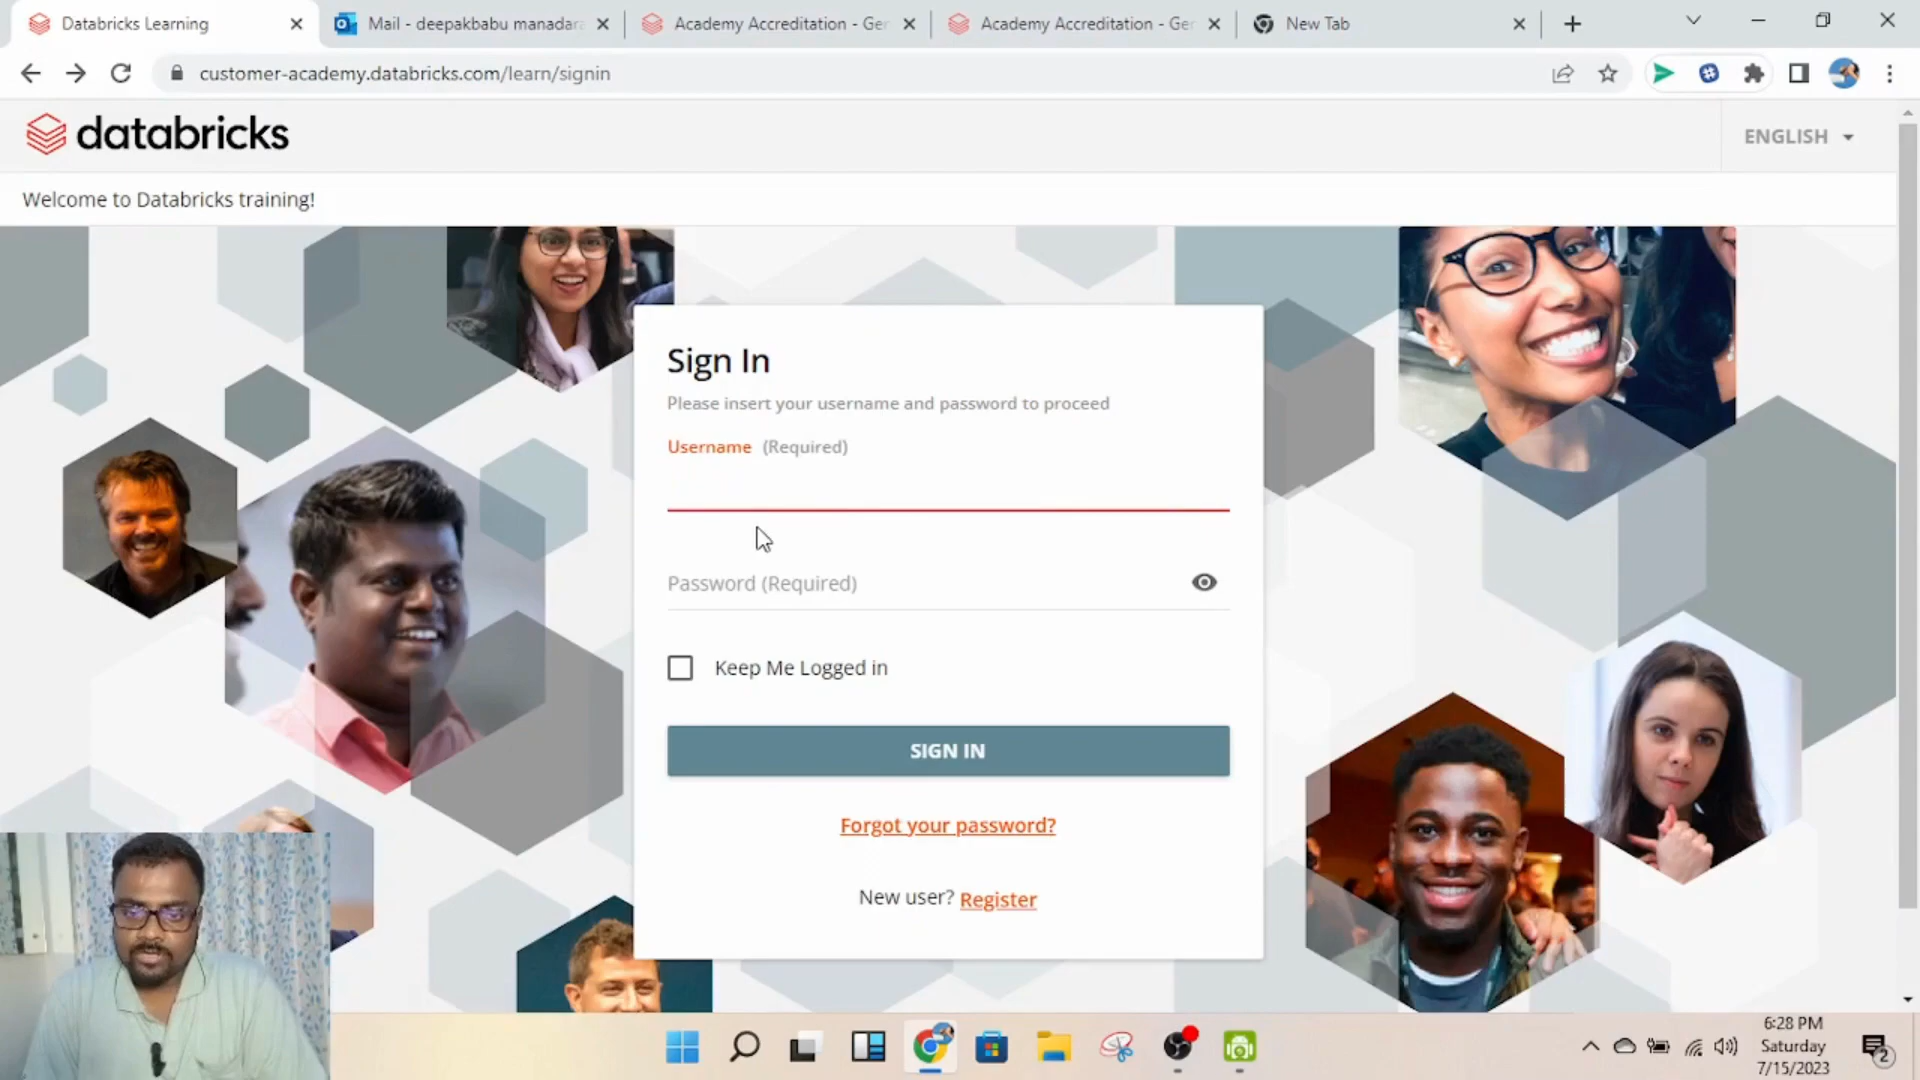 Databricks Learning
Mail - deepakbabu manadara
Academy Accreditation - Ger
Academy Accreditation - Ger
New Tab
customer-academy.databricks.com/learn/signin
databricks
ENGLISH
Welcome to Databricks training!
Sign In
Please insert your username and password to proceed
Username (Required)
Password (Required)
Keep Me Logged in
SIGN IN
Forgot your password?
New user? Register
6:28 PM
Saturday
7/15/2023
2